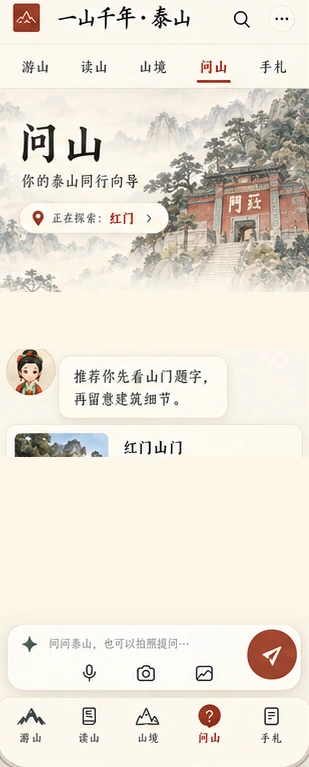 一山千年·泰山
游山 读山 山境 问山 手札
问山
你的泰山同行向导
正在探索：红门 >
推荐你先看山门题字，
再留意建筑细节。
红门山门
问问泰山，也可以拍照提问…
游山 读山 山境 问山 手札